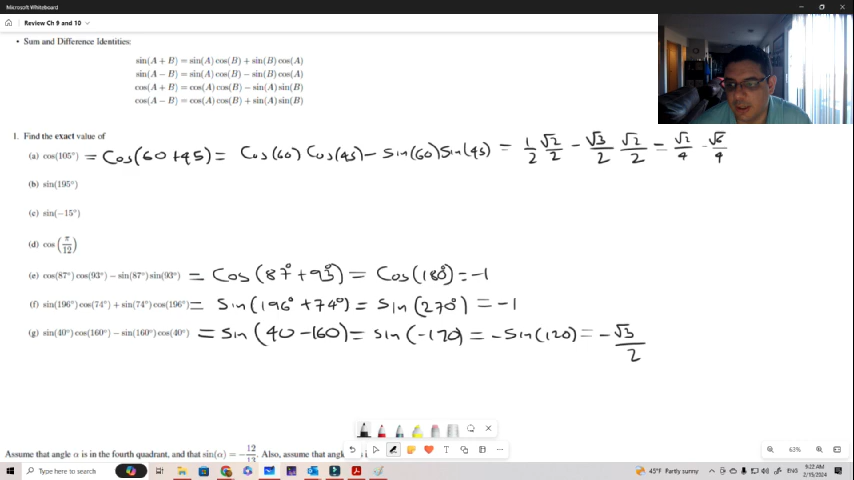 Microsoft Whiteboard
Review Ch 9 and 10
• Sum and Difference Identities:
sin(A + B) = sin(A) cos(B) + sin(B) cos(A)
sin(A − B) = sin(A) cos(B) − sin(B) cos(A)
cos(A + B) = cos(A) cos(B) − sin(A) sin(B)
cos(A − B) = cos(A) cos(B) + sin(A) sin(B)
1. Find the exact value of
(a) cos(105°) = Cos(60+45) = Cos(60) Cos(45) − Sin(60) Sin(45) = 1/2 √2/2 − √3/2 √2/2 = √2/4 - √6/4
(b) sin(195°)
(c) sin(−15°)
(d) cos (π/12)
(e) cos(87°) cos(93°) − sin(87°) sin(93°) = Cos(87° + 93°) = Cos(180°) = -1
(f) sin(196°) cos(74°) + sin(74°) cos(196°) = Sin(196° + 74°) = Sin(270°) = -1
(g) sin(40°) cos(160°) − sin(160°) cos(40°) = Sin(40 - 160) = Sin(-120) = - Sin(120) = - √3/2
Assume that angle α is in the fourth quadrant, and that sin(α) = −12/13. Also, assume that angl
63%
Type here to search
45°F Partly sunny
ENG
9:22 AM
2/15/2024